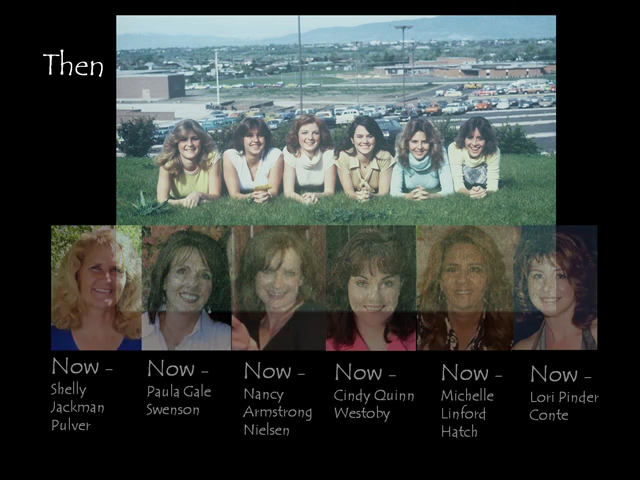 Then
Now -
Shelly
Jackman
Pulver
Now -
Paula Gale
Swenson
Now -
Nancy
Armstrong
Nielsen
Now -
Cindy Quinn
Westoby
Now -
Michelle
Linford
Hatch
Now -
Lori Pinder
Conte